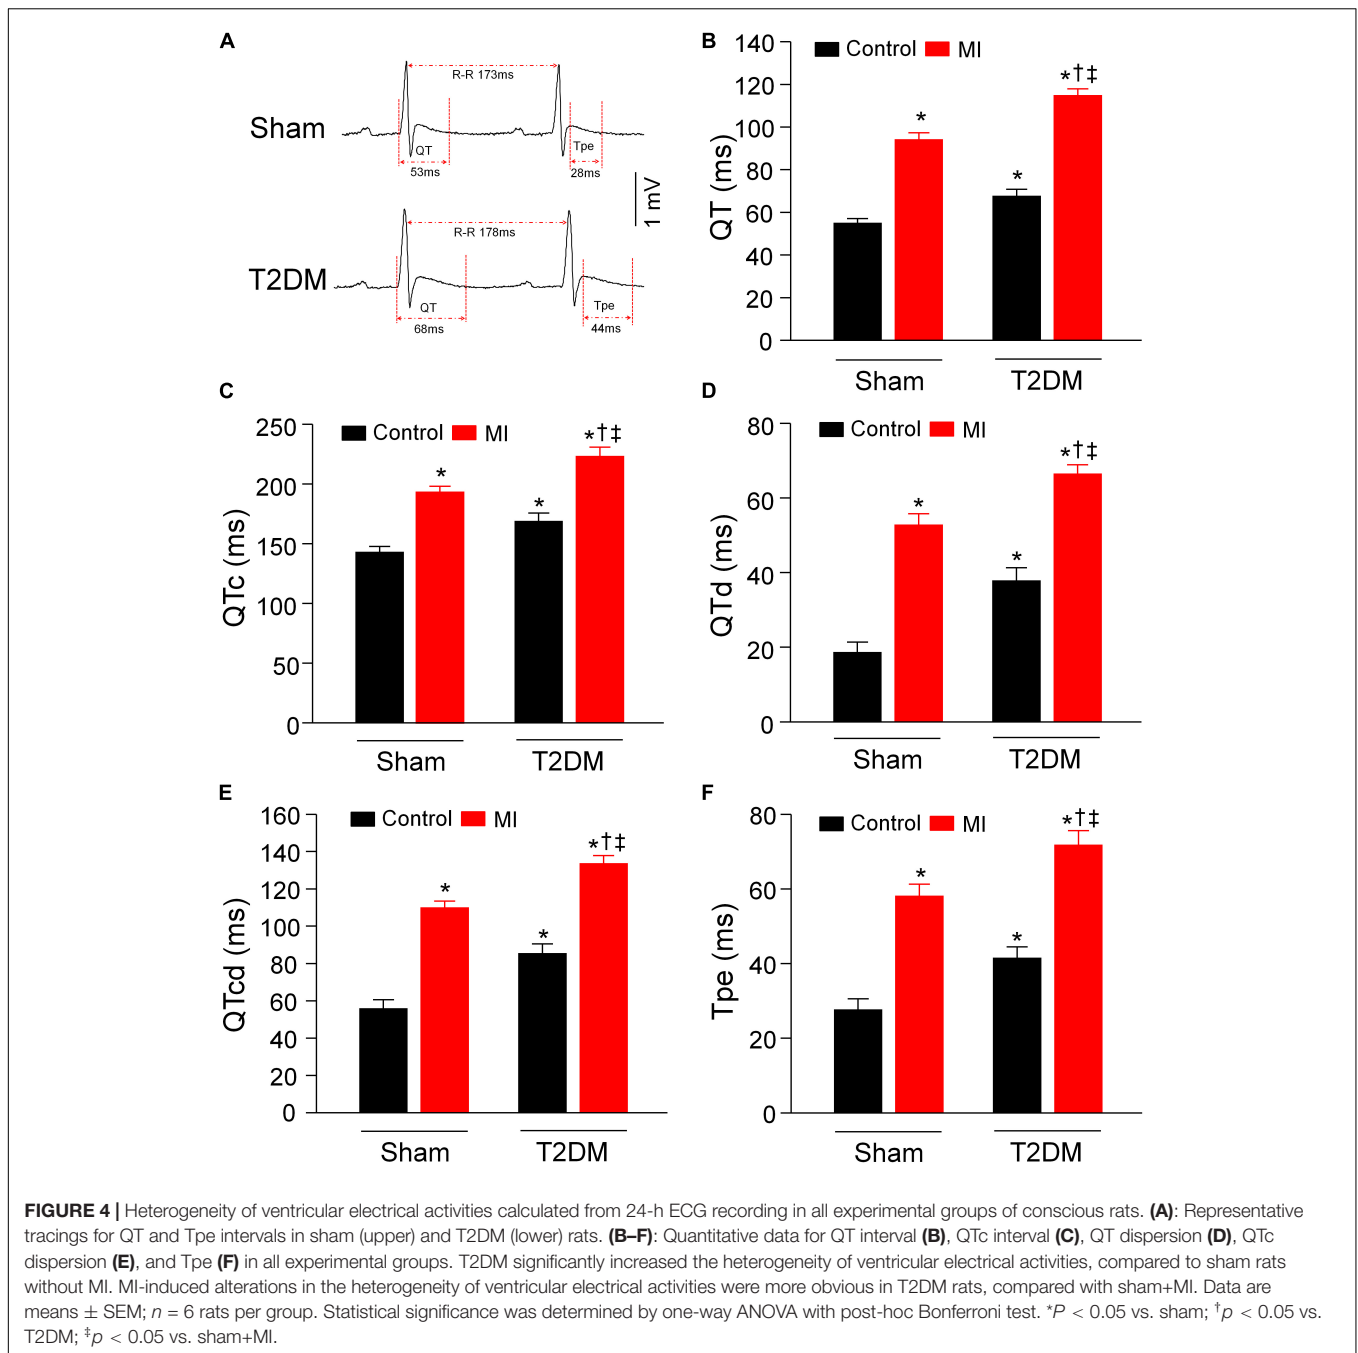 A
Sham
R-R 173ms
QT
53ms
Tpe
28ms
1 mV
T2DM
R-R 178ms
QT
68ms
Tpe
44ms
B
Control MI
QT (ms)
140
120
100
80
60
40
20
0
*
*
*†‡
Sham T2DM
C
Control MI
QTc (ms)
250
200
150
100
50
0
*
*
*†‡
Sham T2DM
D
Control MI
QTd (ms)
80
60
40
20
0
*
*
*†‡
Sham T2DM
E
Control MI
QTcd (ms)
160
140
120
100
80
60
40
20
0
*
*
*†‡
Sham T2DM
F
Control MI
Tpe (ms)
80
60
40
20
0
*
*
*†‡
Sham T2DM
FIGURE 4 | Heterogeneity of ventricular electrical activities calculated from 24-h ECG recording in all experimental groups of conscious rats. (A): Representative
tracings for QT and Tpe intervals in sham (upper) and T2DM (lower) rats. (B–F): Quantitative data for QT interval (B), QTc interval (C), QT dispersion (D), QTc
dispersion (E), and Tpe (F) in all experimental groups. T2DM significantly increased the heterogeneity of ventricular electrical activities, compared to sham rats
without MI. MI-induced alterations in the heterogeneity of ventricular electrical activities were more obvious in T2DM rats, compared with sham+MI. Data are
means ± SEM; n = 6 rats per group. Statistical significance was determined by one-way ANOVA with post-hoc Bonferroni test. *P < 0.05 vs. sham; †p < 0.05 vs.
T2DM; ‡p < 0.05 vs. sham+MI.